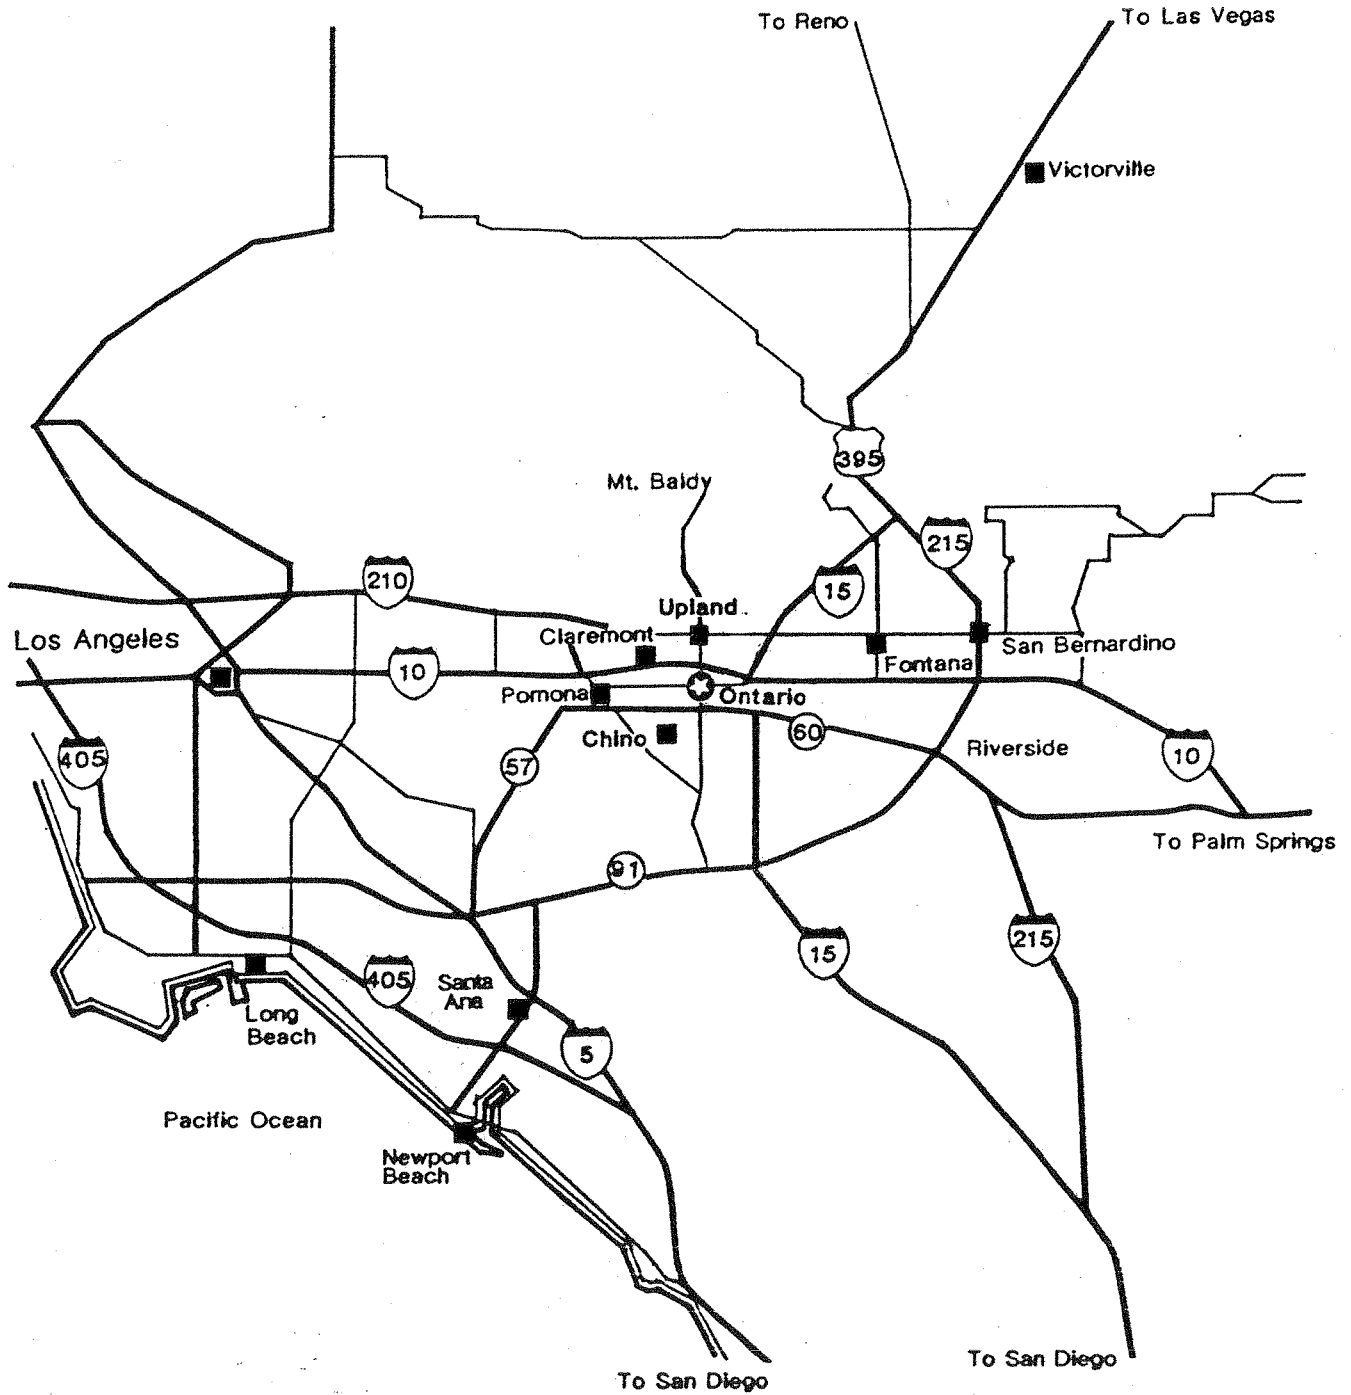 To Reno
To Las Vegas
Victorville
395
Mt. Baldy
215
210
15
Upland
Los Angeles
Claremont
San Bernardino
10
Fontana
Pomona
Ontario
60
Chino
Riverside
405
57
10
To Palm Springs
91
215
15
405
Santa
Ana
Long
Beach
5
Pacific Ocean
Newport
Beach
To San Diego
To San Diego